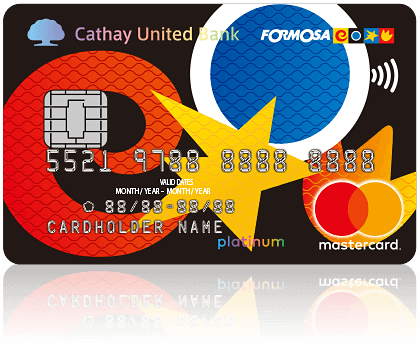 Cathay United Bank
FORMOSA
5521 9788 8888 8888
VALID DATES
MONTH / YEAR - MONTH / YEAR
88/88-88/88
CARDHOLDER NAME
platinum
mastercard.